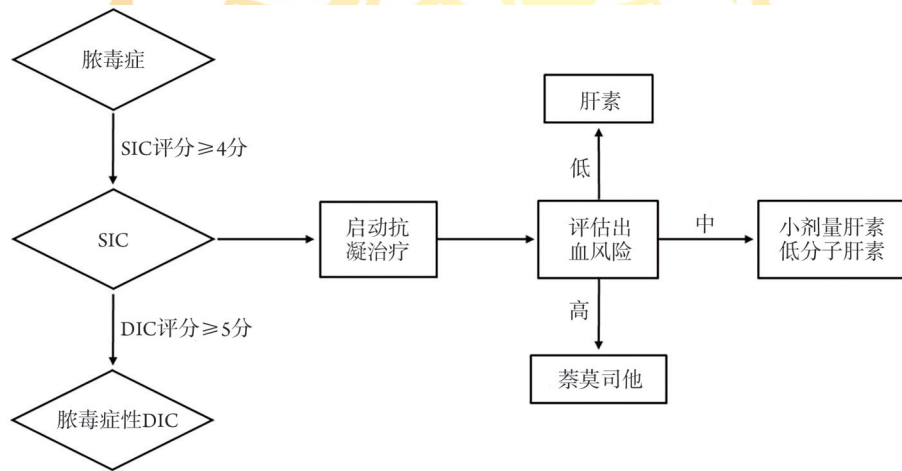 脓毒症
SIC评分≥4分
SIC
DIC评分≥5分
脓毒症性DIC
启动抗
凝治疗
评估出
血风险
低
肝素
中
小剂量肝素
低分子肝素
高
萘莫司他